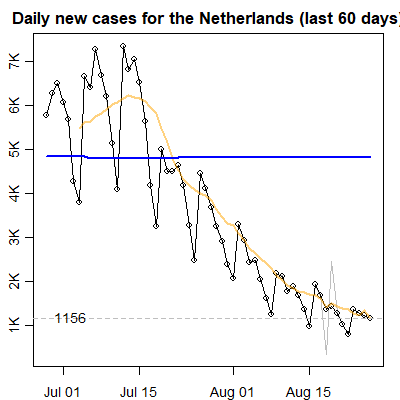 Daily new cases for the Netherlands (last 60 days)
7K
6K
5K
4K
3K
2K
1K
1156
Jul 01 Jul 15 Aug 01 Aug 15